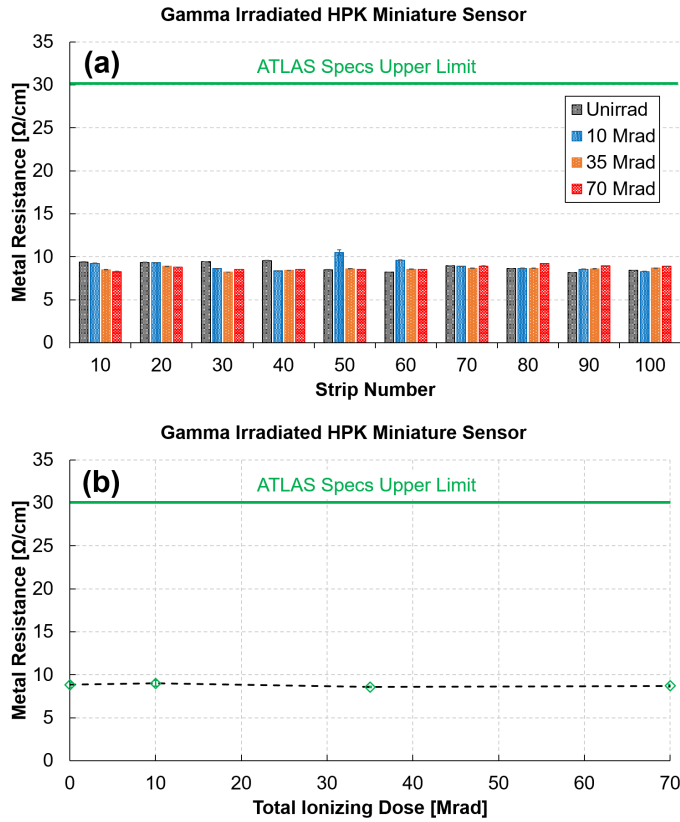 Gamma Irradiated HPK Miniature Sensor
(a)
ATLAS Specs Upper Limit
Metal Resistance [Ω/cm]
35
30
25
20
15
10
5
0
Unirrad
10 Mrad
35 Mrad
70 Mrad
10 20 30 40 50 60 70 80 90 100
Strip Number
Gamma Irradiated HPK Miniature Sensor
(b)
ATLAS Specs Upper Limit
Metal Resistance [Ω/cm]
35
30
25
20
15
10
5
0
0 10 20 30 40 50 60 70
Total Ionizing Dose [Mrad]